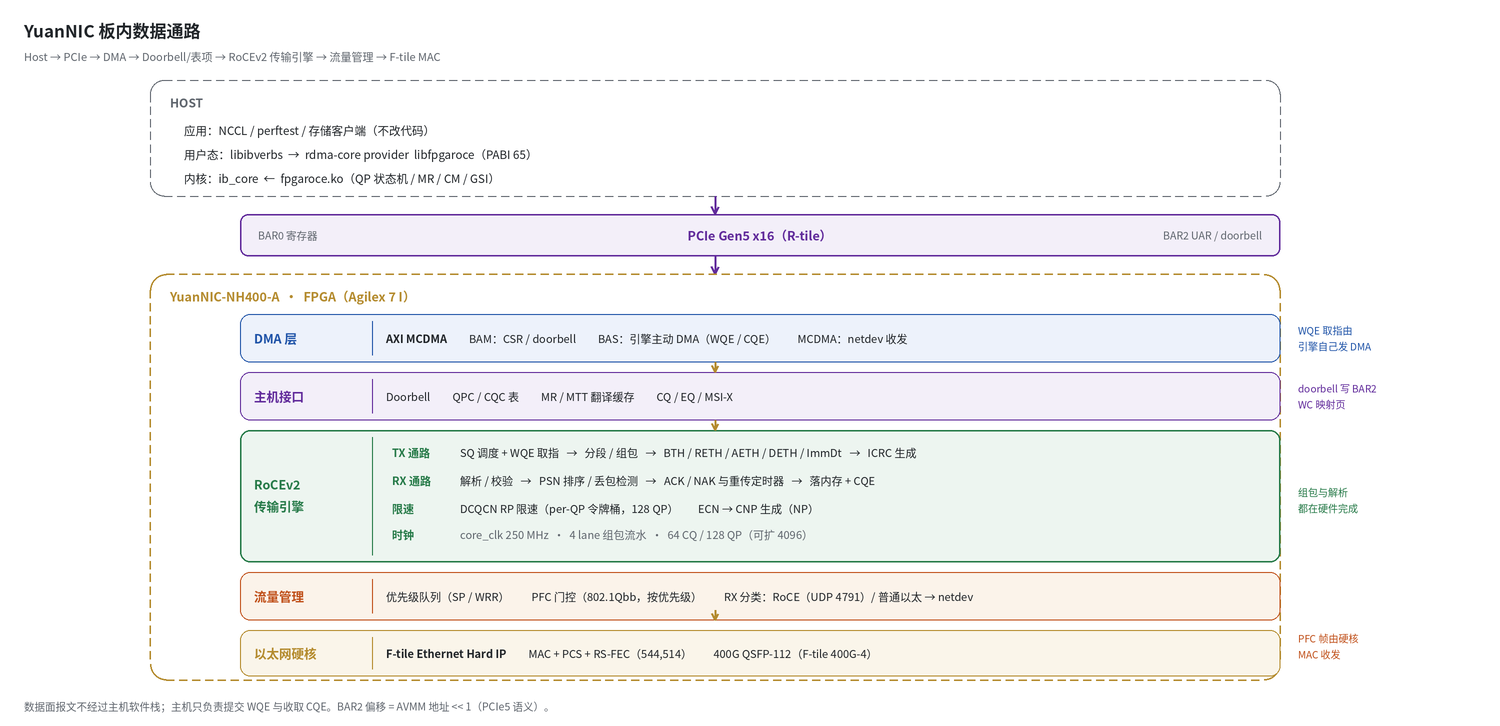 YuanNIC 板内数据通路
Host → PCIe → DMA → Doorbell/表项 → RoCEv2 传输引擎 → 流量管理 → F-tile MAC
HOST
应用：NCCL / perftest / 存储客户端（不改代码）
用户态：libibverbs → rdma-core provider libfpgaroce（PABI 65）
内核：ib_core ← fpgaroce.ko（QP 状态机 / MR / CM / GSI）
BAR0 寄存器 PCIe Gen5 x16（R-tile） BAR2 UAR / doorbell
YuanNIC-NH400-A · FPGA（Agilex 7 I）
DMA 层 AXI MCDMA BAM：CSR / doorbell BAS：引擎主动 DMA（WQE / CQE） MCDMA：netdev 收发
WQE 取指由
引擎自己发 DMA
主机接口 Doorbell QPC / CQC 表 MR / MTT 翻译缓存 CQ / EQ / MSI-X
doorbell 写 BAR2
WC 映射页
RoCEv2
传输引擎
TX 通路 SQ 调度 + WQE 取指 → 分段 / 组包 → BTH / RETH / AETH / DETH / ImmDt → ICRC 生成
RX 通路 解析 / 校验 → PSN 排序 / 丢包检测 → ACK / NAK 与重传定时器 → 落内存 + CQE
限速 DCQCN RP 限速（per-QP 令牌桶，128 QP） ECN → CNP 生成（NP）
时钟 core_clk 250 MHz · 4 lane 组包流水 · 64 CQ / 128 QP（可扩 4096）
组包与解析
都在硬件完成
流量管理 优先级队列（SP / WRR） PFC 门控（802.1Qbb，按优先级） RX 分类：RoCE（UDP 4791）/ 普通以太 → netdev
以太网硬核 F-tile Ethernet Hard IP MAC + PCS + RS-FEC（544,514） 400G QSFP-112（F-tile 400G-4）
PFC 帧由硬核
MAC 收发
数据面报文不经过主机软件栈；主机只负责提交 WQE 与收取 CQE。BAR2 偏移 = AVMM 地址 << 1（PCIe5 语义）。